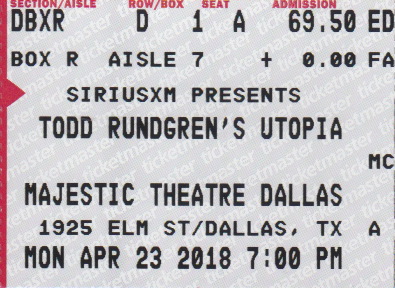 SECTION/AISLE ROW/BOX SEAT ADMISSION
DBXR D 1 A 69.50 ED
BOX R AISLE 7 + 0.00 FA
SIRIUSXM PRESENTS
TODD RUNDGREN'S UTOPIA
MC
MAJESTIC THEATRE DALLAS
1925 ELM ST/DALLAS, TX A
MON APR 23 2018 7:00 PM
ticketmaster